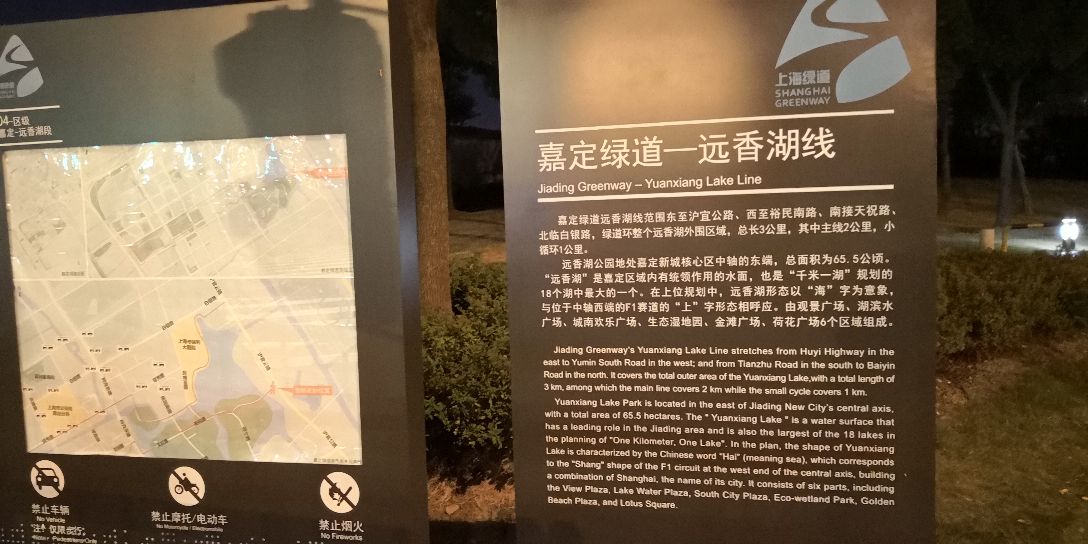 04-区级
嘉定-远香湖段
禁止车辆
No Vehicle
禁止摩托/电动车
No Motorcycle / Electromobile
禁止烟火
No Fireworks
上海绿道
SHANGHAI
GREENWAY
嘉定绿道—远香湖线
Jiading Greenway – Yuanxiang Lake Line
嘉定绿道远香湖线范围东至沪宜公路、西至裕民南路、南接天祝路、
北临白银路，绿道环整个远香湖外围区域，总长3公里，其中主线2公里，小
循环1公里。
远香湖公园地处嘉定新城核心区中轴的东端，总面积为65.5公顷。
“远香湖”是嘉定区域内有统领作用的水面，也是“千米一湖”规划的
18个湖中最大的一个。在上位规划中，远香湖形态以“海”字为意象，
与位于中轴西端的F1赛道的“上”字形态相呼应。由观景广场、湖滨水
广场、城南欢乐广场、生态湿地园、金滩广场、荷花广场6个区域组成。
Jiading Greenway's Yuanxiang Lake Line stretches from Huyi Highway in the
east to Yumin South Road in the west; and from Tianzhu Road in the south to Baiyin
Road in the north. It covers the total outer area of the Yuanxiang Lake,with a total length of
3 km, among which the main line covers 2 km while the small cycle covers 1 km.
Yuanxiang Lake Park is located in the east of Jiading New City's central axis,
with a total area of 65.5 hectares. The " Yuanxiang Lake " is a water surface that
has a leading role in the Jiading area and is also the largest of the 18 lakes in
the planning of "One Kilometer, One Lake". In the plan, the shape of Yuanxiang
Lake is characterized by the Chinese word "Hai" (meaning sea), which corresponds
to the "Shang" shape of the F1 circuit at the west end of the central axis, building
a combination of Shanghai, the name of its city. It consists of six parts, including
the View Plaza, Lake Water Plaza, South City Plaza, Eco-wetland Park, Golden
Beach Plaza, and Lotus Square.